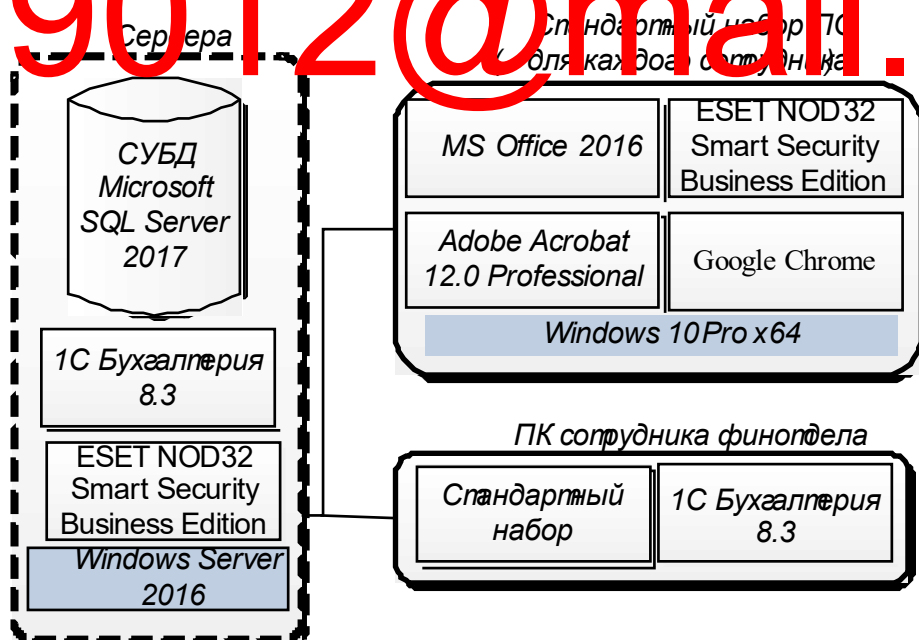 9012@mail.
Сервера
СУБД
Microsoft
SQL Server
2017
1С Бухгалтерия
8.3
ESET NOD32
Smart Security
Business Edition
Windows Server
2016
Стандартный набор ПО
( для каждого сотрудника)
MS Office 2016
ESET NOD32
Smart Security
Business Edition
Adobe Acrobat
12.0 Professional
Google Chrome
Windows 10 Pro x64
ПК сотрудника финотдела
Стандартный
набор
1С Бухгалтерия
8.3